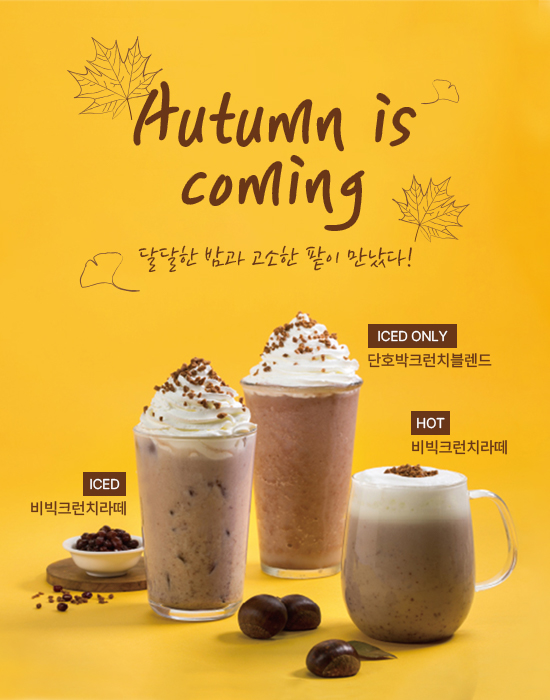 Autumn is
coming
달달한 밤과 고소한 팥이 만났다!
ICED ONLY
단호박크런치블렌드
HOT
비빅크런치라떼
ICED
비빅크런치라떼